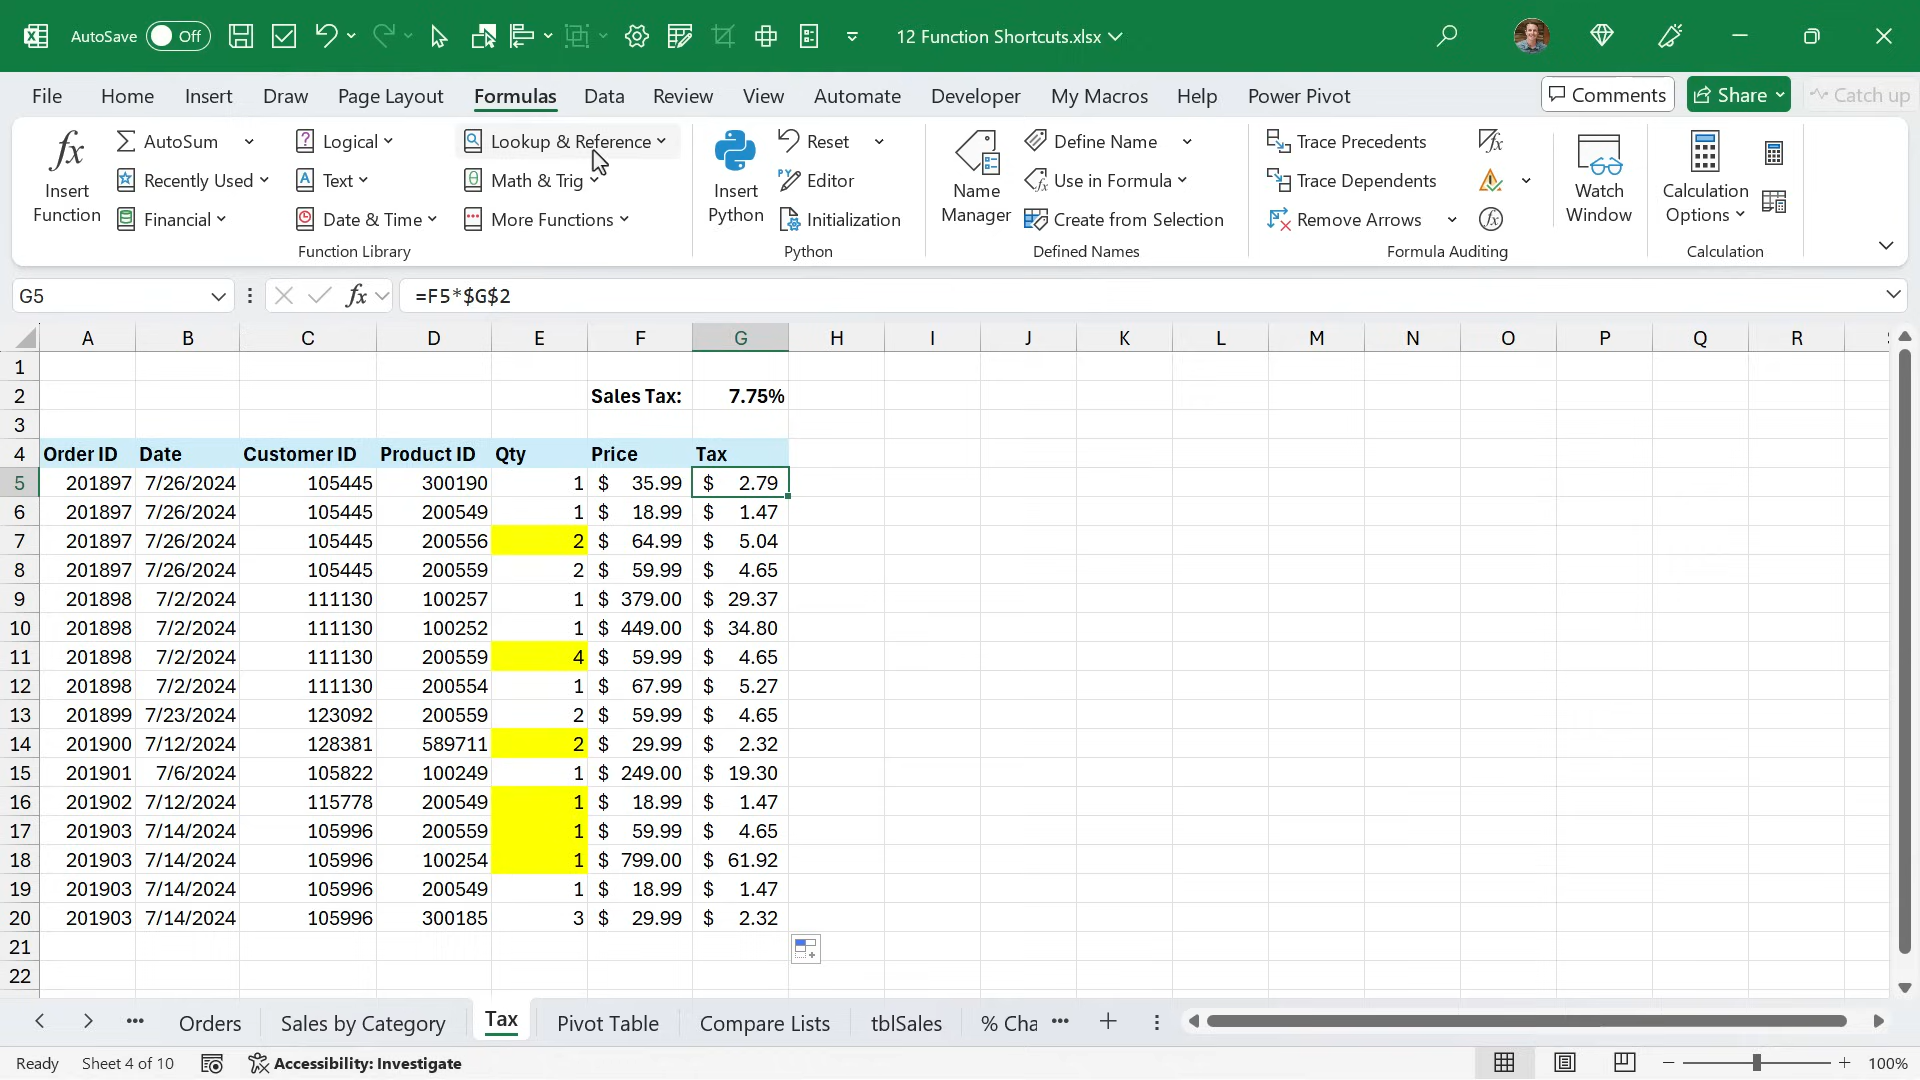 AutoSave Off 12 Function Shortcuts.xlsx
File Home Insert Draw Page Layout Formulas Data Review View Automate Developer My Macros Help Power Pivot Comments Share Catch up
fx Insert Function
AutoSum
Recently Used
Financial
Logical
Text
Date & Time
Lookup & Reference
Math & Trig
More Functions
Function Library
Insert Python
Reset
Editor
Initialization
Python
Name Manager
Define Name
Use in Formula
Create from Selection
Defined Names
Trace Precedents
Trace Dependents
Remove Arrows
Formula Auditing
Watch Window
Calculation Options
Calculation
G5 fx =F5*$G$2
A B C D E F G H I J K L M N O P Q R
1
2 Sales Tax: 7.75%
3
4 Order ID Date Customer ID Product ID Qty Price Tax
5 201897 7/26/2024 105445 300190 1 $ 35.99 $ 2.79
6 201897 7/26/2024 105445 200549 1 $ 18.99 $ 1.47
7 201897 7/26/2024 105445 200556 2 $ 64.99 $ 5.04
8 201897 7/26/2024 105445 200559 2 $ 59.99 $ 4.65
9 201898 7/2/2024 111130 100257 1 $ 379.00 $ 29.37
10 201898 7/2/2024 111130 100252 1 $ 449.00 $ 34.80
11 201898 7/2/2024 111130 200559 4 $ 59.99 $ 4.65
12 201898 7/2/2024 111130 200554 1 $ 67.99 $ 5.27
13 201899 7/23/2024 123092 200559 2 $ 59.99 $ 4.65
14 201900 7/12/2024 128381 589711 2 $ 29.99 $ 2.32
15 201901 7/6/2024 105822 100249 1 $ 249.00 $ 19.30
16 201902 7/12/2024 115778 200549 1 $ 18.99 $ 1.47
17 201903 7/14/2024 105996 200559 1 $ 59.99 $ 4.65
18 201903 7/14/2024 105996 100254 1 $ 799.00 $ 61.92
19 201903 7/14/2024 105996 200549 1 $ 18.99 $ 1.47
20 201903 7/14/2024 105996 300185 3 $ 29.99 $ 2.32
21
22
Orders Sales by Category Tax Pivot Table Compare Lists tblSales % Cha
Ready Sheet 4 of 10 Accessibility: Investigate 100%